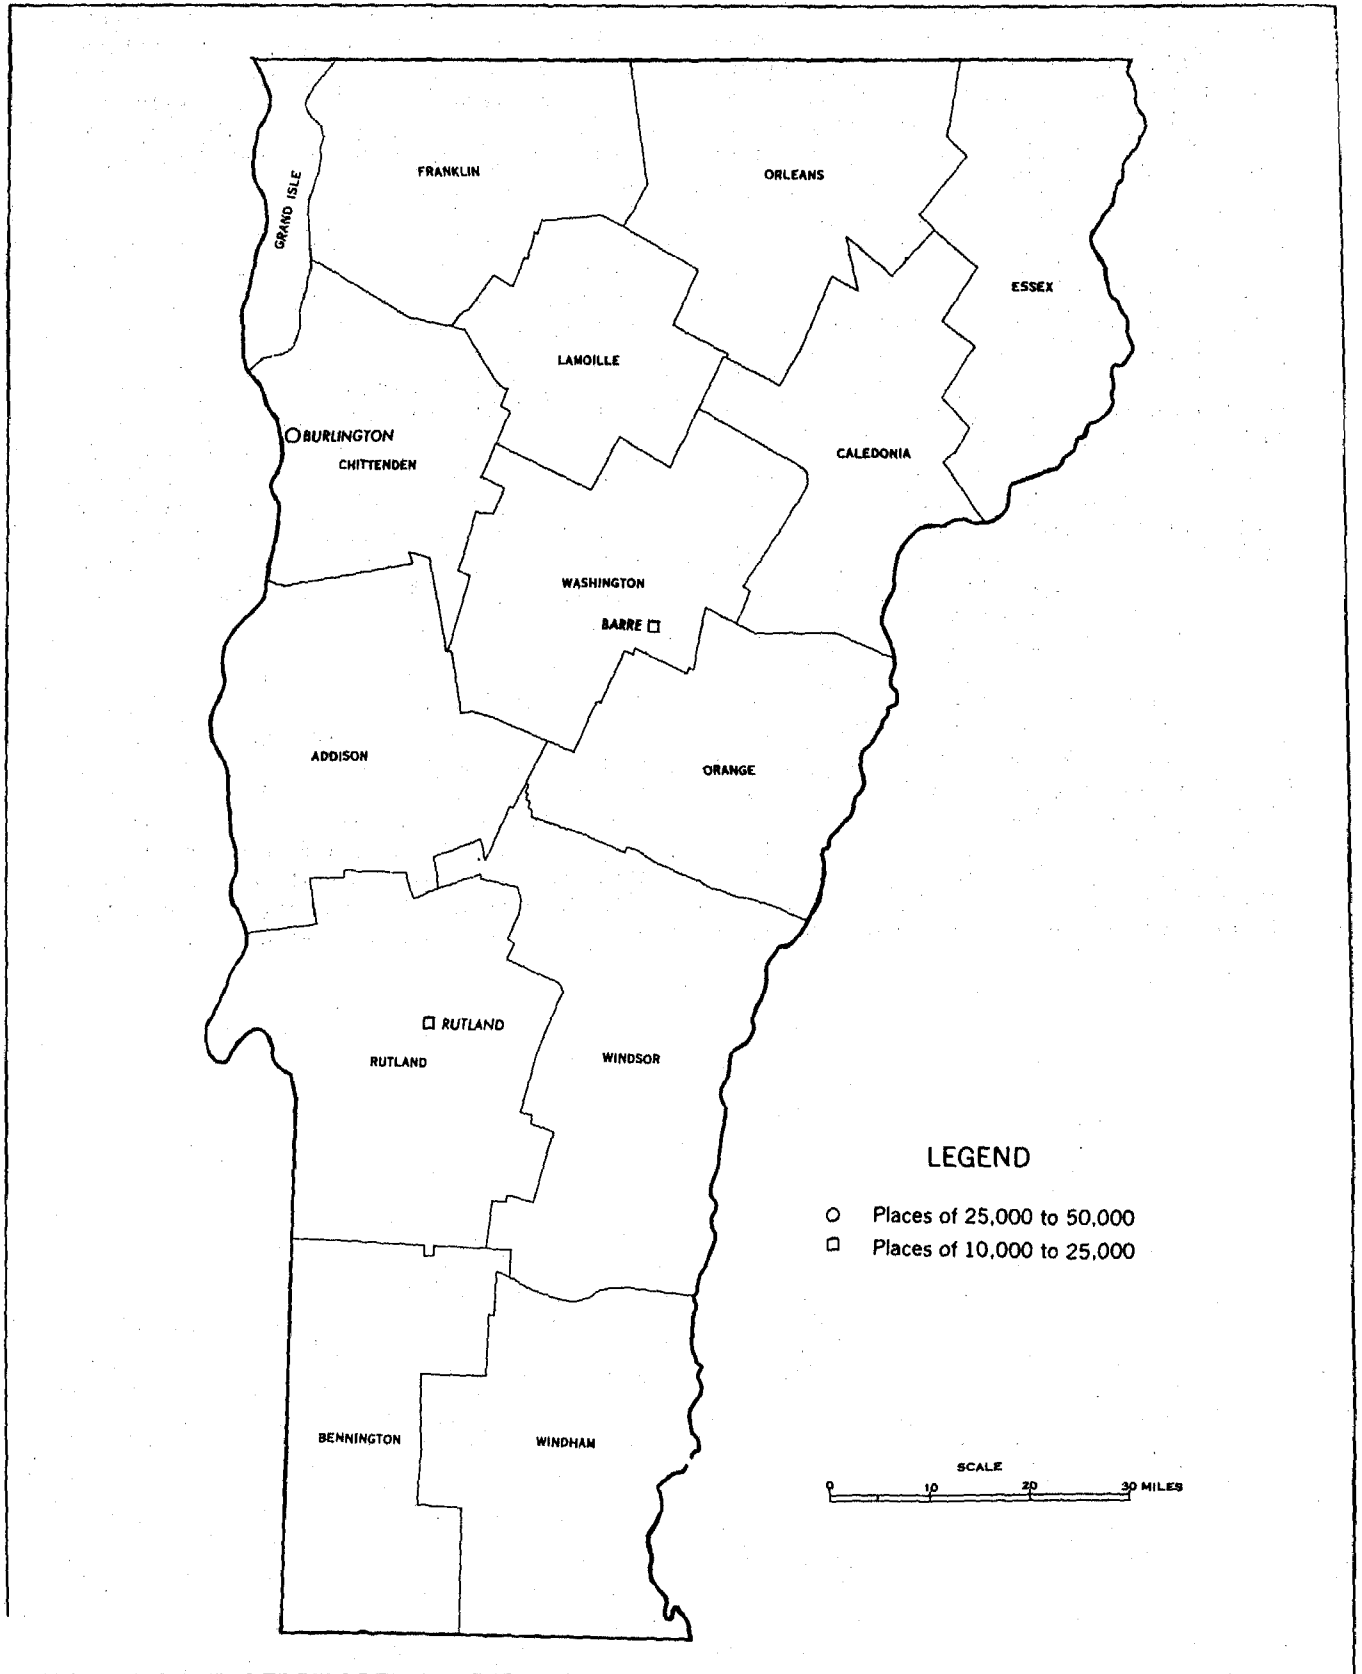 FRANKLIN
ORLEANS
GRAND ISLE
ESSEX
LAMOILLE
BURLINGTON
CHITTENDEN
CALEDONIA
WASHINGTON
BARRE
ADDISON
ORANGE
RUTLAND
RUTLAND
WINDSOR
LEGEND
Places of 25,000 to 50,000
Places of 10,000 to 25,000
BENNINGTON
WINDHAM
SCALE
0 10 20 30 MILES